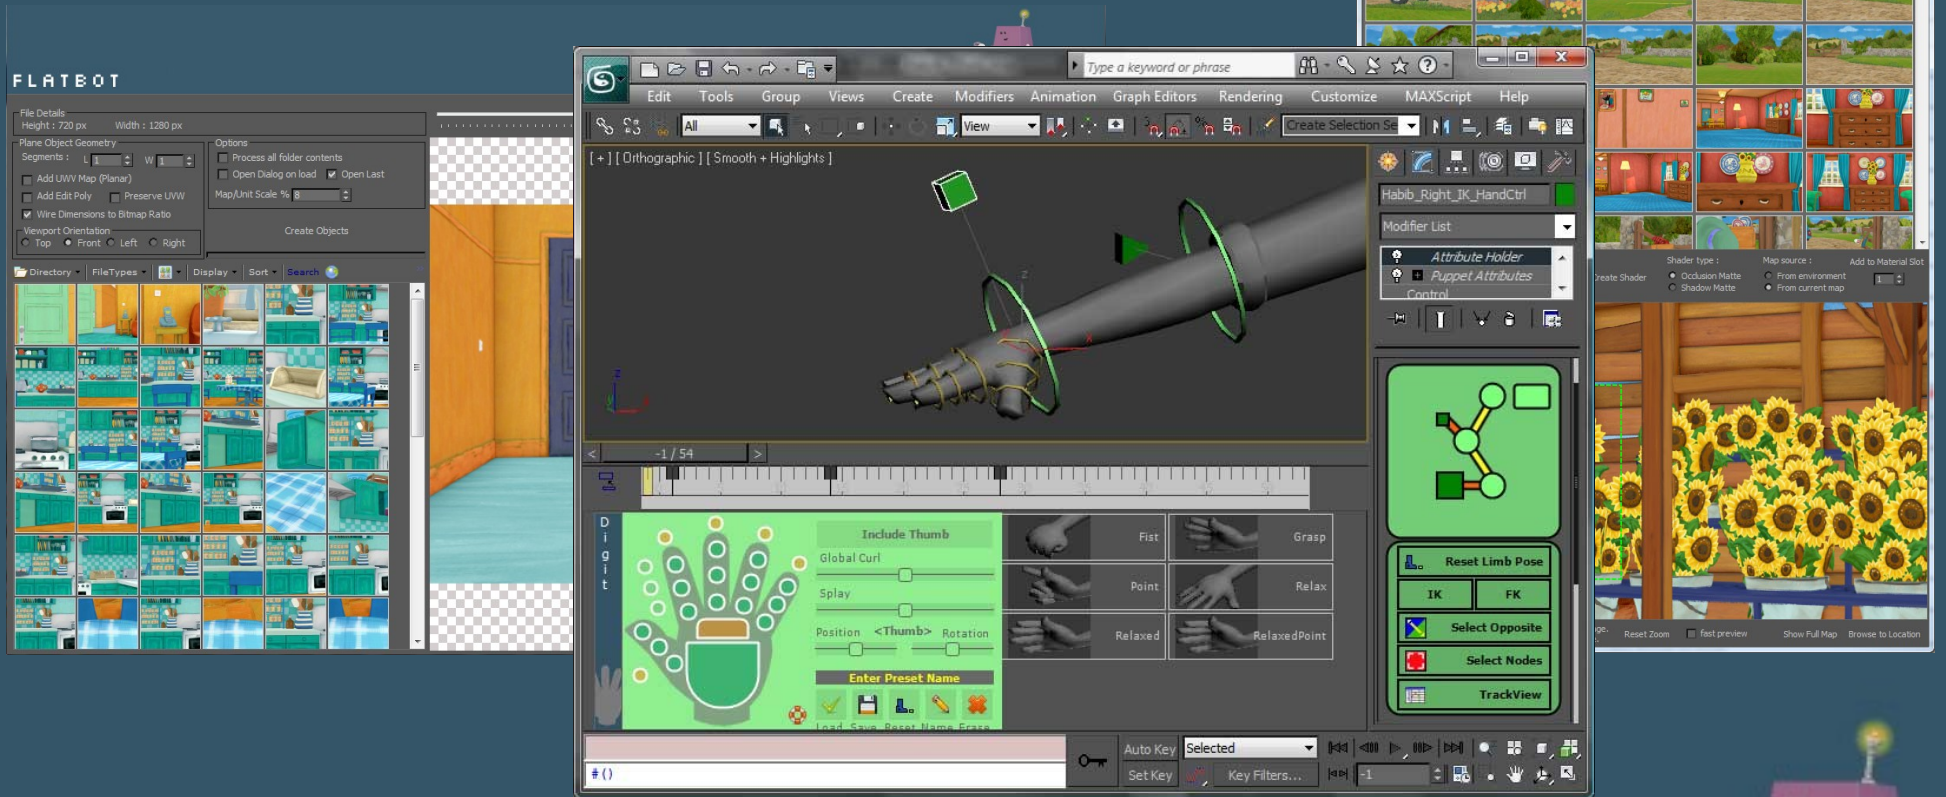 FLATBOT
File Details
Height : 720 px Width : 1280 px
Plane Object Geometry
Segments : L 1 W 1
Add UWV Map (Planar)
Add Edit Poly Preserve UVW
Wire Dimensions to Bitmap Ratio
Viewport Orientation
Top Front Left Right
Options
Process all folder contents
Open Dialog on load Open Last
Map/Unit Scale % 8
Create Objects
Directory FileTypes Display Sort Search
Type a keyword or phrase
Edit Tools Group Views Create Modifiers Animation Graph Editors Rendering Customize MAXScript Help
All View Create Selection Se
[ + ] [ Orthographic ] [ Smooth + Highlights ]
z
x
z
Habib_Right_IK_HandCtrl
Modifier List
Attribute Holder
Puppet Attributes
Control
< -1 / 54 >
Digit
Include Thumb
Global Curl
Splay
Position <Thumb> Rotation
Enter Preset Name
Load Save Reset Name Erase
Fist Grasp
Point Relax
Relaxed RelaxedPoint
Reset Limb Pose
IK FK
Select Opposite
Select Nodes
TrackView
#()
Auto Key Selected
Set Key Key Filters... -1
Create Shader
Shader type :
Occlusion Matte
Shadow Matte
Map source :
From environment
From current map
Add to Material Slot
1
Reset Zoom fast preview Show Full Map Browse to Location